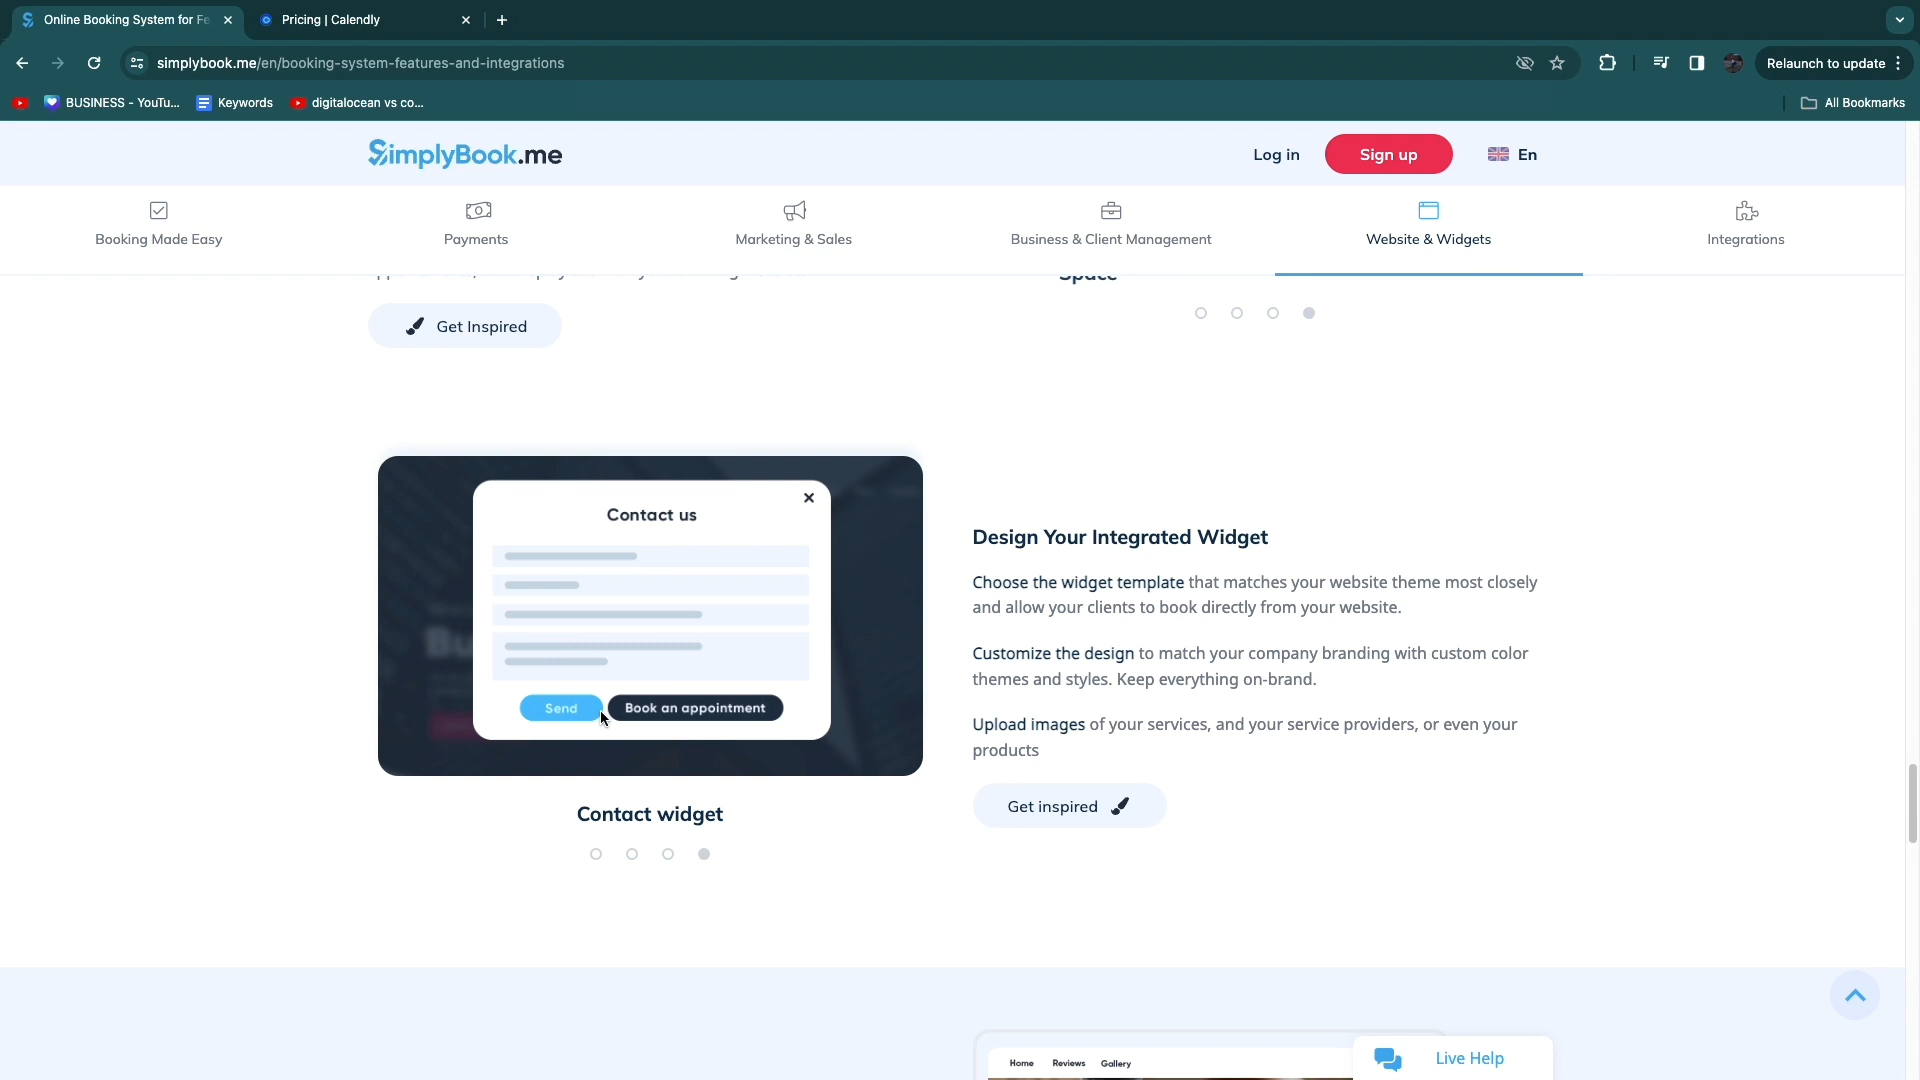 Online Booking System for Fe
Pricing | Calendly
simplybook.me/en/booking-system-features-and-integrations
Relaunch to update
BUSINESS - YouTu...
Keywords
digitalocean vs co...
All Bookmarks
SimplyBook.me
Log in
Sign up
En
Booking Made Easy
Payments
Marketing & Sales
Business & Client Management
Website & Widgets
Integrations
Space
Get Inspired
Contact us
Send
Book an appointment
Contact widget
Design Your Integrated Widget
Choose the widget template that matches your website theme most closely
and allow your clients to book directly from your website.
Customize the design to match your company branding with custom color
themes and styles. Keep everything on-brand.
Upload images of your services, and your service providers, or even your
products
Get inspired
Home
Reviews
Gallery
Live Help